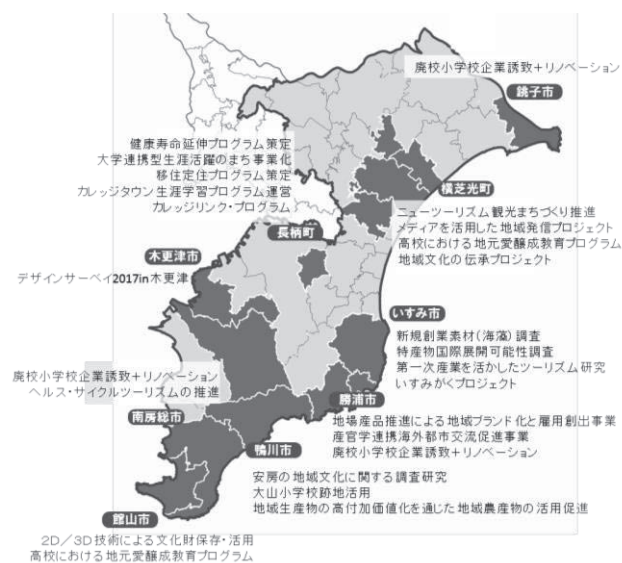 廃校小学校企業誘致＋リノベーション
銚子市
健康寿命延伸プログラム策定
大学連携型生涯活躍のまち事業化
移住定住プログラム策定
カレッジタウン生涯学習プログラム運営
カレッジリンク・プログラム
長柄町
横芝光町
ニューツーリズム観光まちづくり推進
メディアを活用した地域発信プロジェクト
高校における地元愛醸成教育プログラム
地域文化の伝承プロジェクト
木更津市
デザインサーベイ2017in木更津
いすみ市
新規創業素材（海藻）調査
特産物国際展開可能性調査
第一次産業を活かしたツーリズム研究
いすみがくプロジェクト
廃校小学校企業誘致＋リノベーション
ヘルス・サイクルツーリズムの推進
南房総市
勝浦市
地場産品推進による地域ブランド化と雇用創出事業
産官学連携海外都市交流促進事業
廃校小学校企業誘致＋リノベーション
鴨川市
安房の地域文化に関する調査研究
大山小学校跡地活用
地域生産物の高付加価値化を通じた地域農産物の活用促進
館山市
2D／3D技術による文化財保存・活用
高校における地元愛醸成教育プログラム